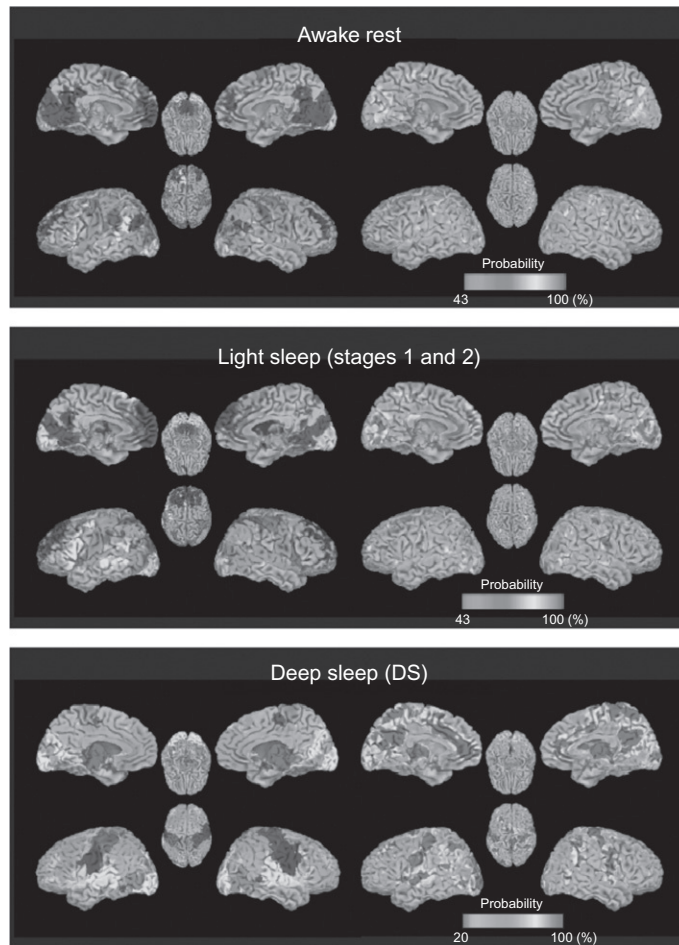 Awake rest
Probability
43 100 (%)
Light sleep (stages 1 and 2)
Probability
43 100 (%)
Deep sleep (DS)
Probability
20 100 (%)